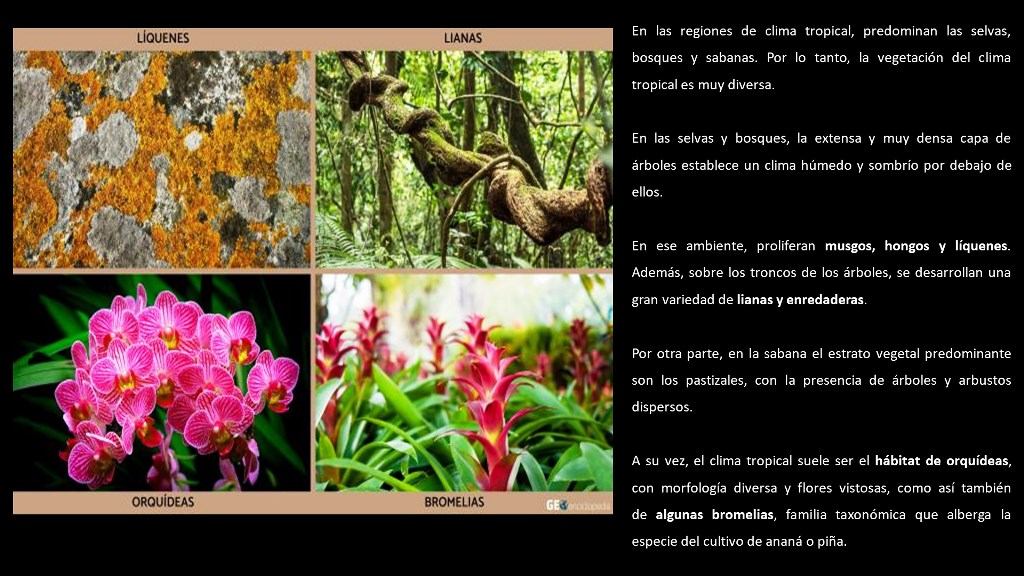 LÍQUENES
LIANAS
ORQUÍDEAS
BROMELIAS
GEOenciclopedia
En las regiones de clima tropical, predominan las selvas,
bosques y sabanas. Por lo tanto, la vegetación del clima
tropical es muy diversa.
En las selvas y bosques, la extensa y muy densa capa de
árboles establece un clima húmedo y sombrío por debajo de
ellos.
En ese ambiente, proliferan musgos, hongos y líquenes.
Además, sobre los troncos de los árboles, se desarrollan una
gran variedad de lianas y enredaderas.
Por otra parte, en la sabana el estrato vegetal predominante
son los pastizales, con la presencia de árboles y arbustos
dispersos.
A su vez, el clima tropical suele ser el hábitat de orquídeas,
con morfología diversa y flores vistosas, como así también
de algunas bromelias, familia taxonómica que alberga la
especie del cultivo de ananá o piña.